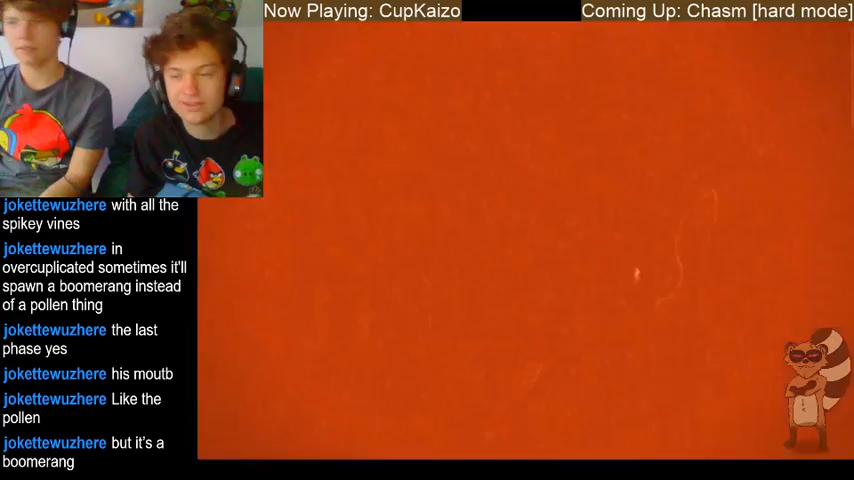 Now Playing: CupKaizo
Coming Up: Chasm [hard mode]
jokettewuzhere with all the
spikey vines
jokettewuzhere in
overcuplicated sometimes it'll
spawn a boomerang instead
of a pollen thing
jokettewuzhere the last
phase yes
jokettewuzhere his moutb
jokettewuzhere Like the
pollen
jokettewuzhere but it's a
boomerang